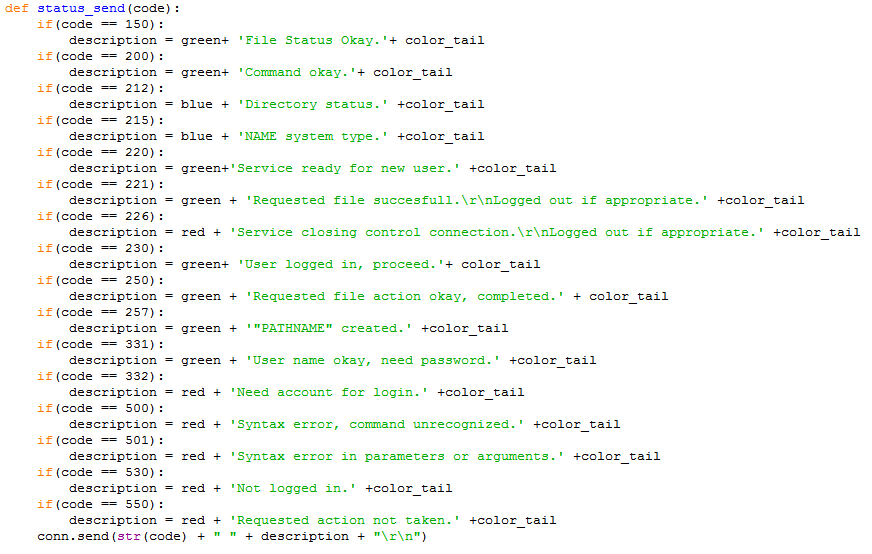 def status_send(code):
    if(code == 150):
        description = green+ 'File Status Okay.'+ color_tail
    if(code == 200):
        description = green+ 'Command okay.'+ color_tail
    if(code == 212):
        description = blue + 'Directory status.' +color_tail
    if(code == 215):
        description = blue + 'NAME system type.' +color_tail
    if(code == 220):
        description = green+'Service ready for new user.' +color_tail
    if(code == 221):
        description = green + 'Requested file succesfull.\r\nLogged out if appropriate.' +color_tail
    if(code == 226):
        description = red + 'Service closing control connection.\r\nLogged out if appropriate.' +color_tail
    if(code == 230):
        description = green+ 'User logged in, proceed.'+ color_tail
    if(code == 250):
        description = green + 'Requested file action okay, completed.' + color_tail
    if(code == 257):
        description = green + '"PATHNAME" created.' +color_tail
    if(code == 331):
        description = green + 'User name okay, need password.' +color_tail
    if(code == 332):
        description = red + 'Need account for login.' +color_tail
    if(code == 500):
        description = red + 'Syntax error, command unrecognized.' +color_tail
    if(code == 501):
        description = red + 'Syntax error in parameters or arguments.' +color_tail
    if(code == 530):
        description = red + 'Not logged in.' +color_tail
    if(code == 550):
        description = red + 'Requested action not taken.' +color_tail
    conn.send(str(code) + " " + description + "\r\n")